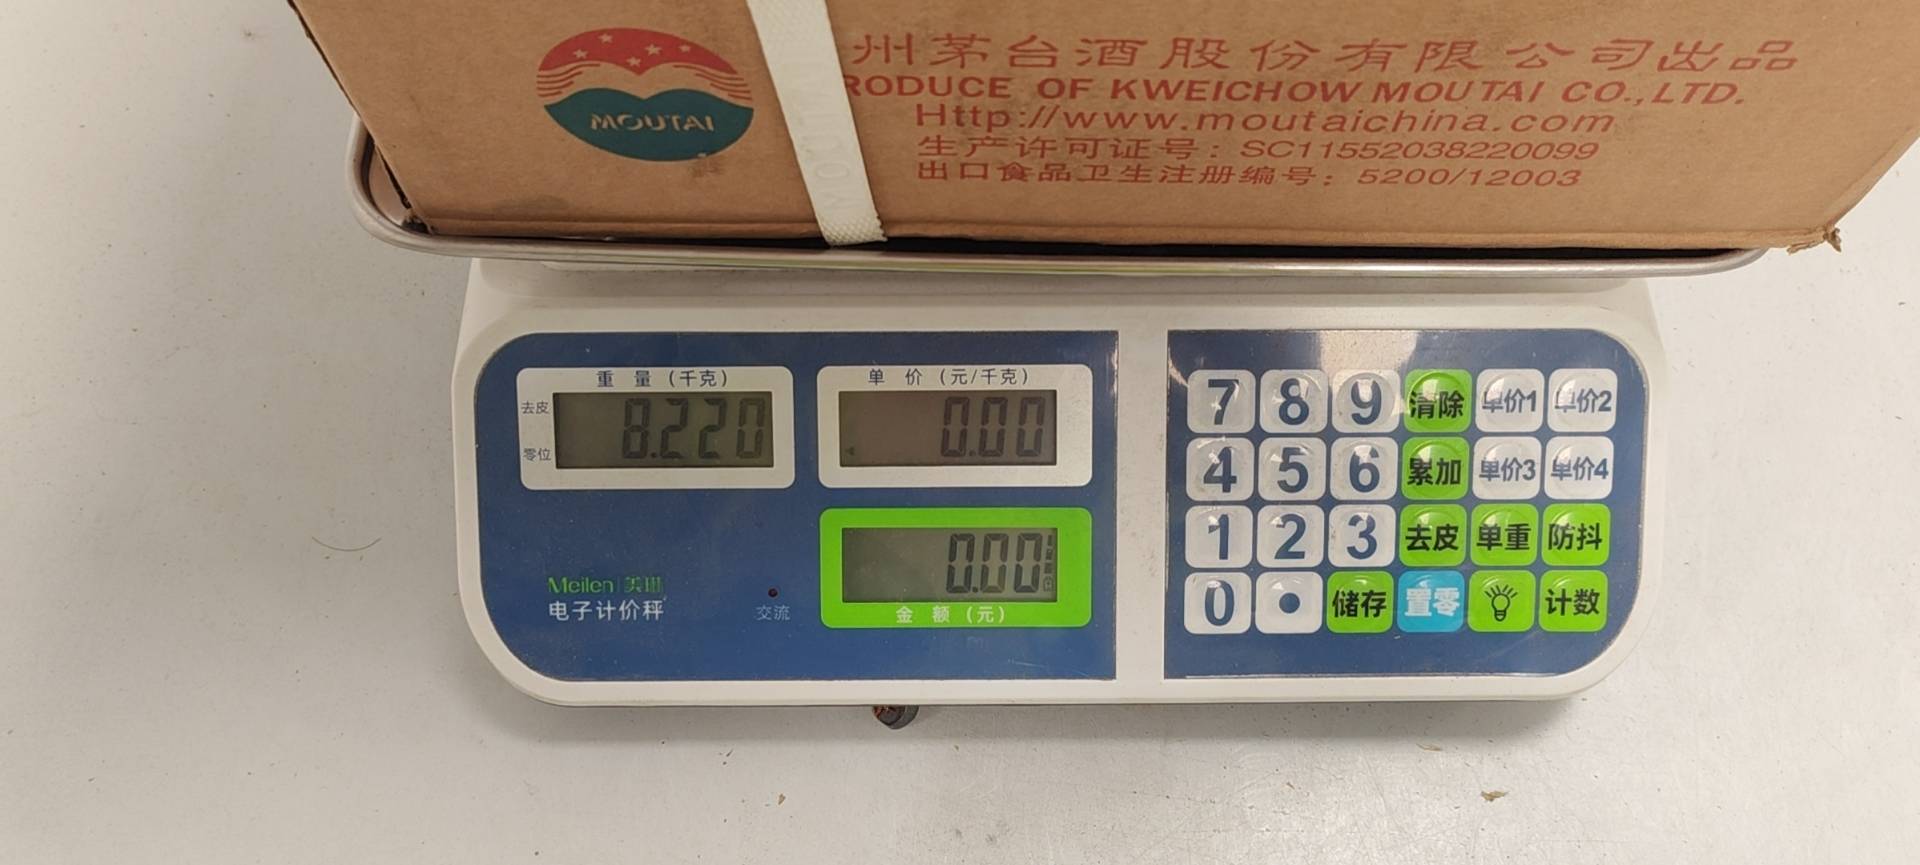 MOUTAI
州茅台酒股份有限公司出品
RODUCE OF KWEICHOW MOUTAI CO., LTD.
Http://www.moutaichina.com
生产许可证号：SC11552038220099
出口食品卫生注册编号：5200/12003
MOUTAI
重 量（千克）
单 价（元/千克）
去皮
零位
8.220
0.00
0.00
金 额（元）
Meilen 美琳
电子计价秤
交流
7 8 9 清除 单价1 单价2
4 5 6 累加 单价3 单价4
1 2 3 去皮 单重 防抖
0 • 储存 置零 计数